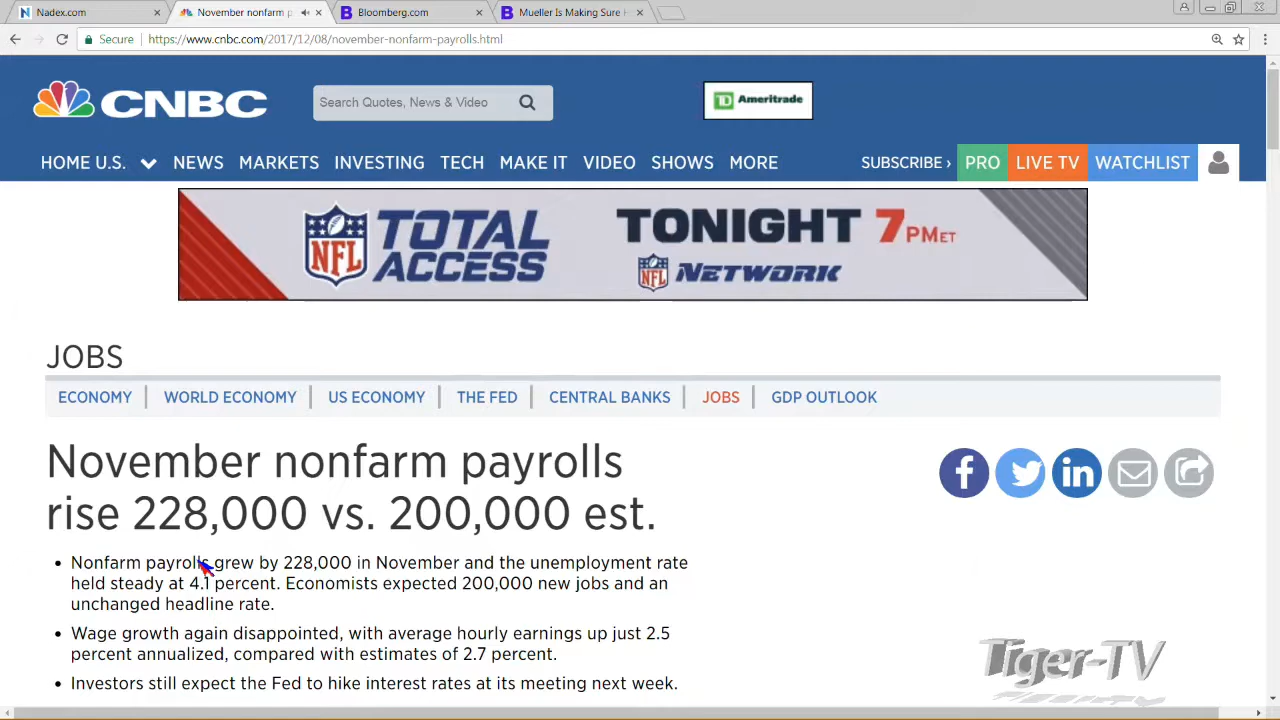 Nadex.com
November nonfarm p
Bloomberg.com
Mueller Is Making Sure
Secure
https://www.cnbc.com/2017/12/08/november-nonfarm-payrolls.html
CNBC
Search Quotes, News & Video
TD Ameritrade
HOME U.S. NEWS MARKETS INVESTING TECH MAKE IT VIDEO SHOWS MORE SUBSCRIBE › PRO LIVE TV WATCHLIST
NFL TOTAL ACCESS
TONIGHT 7PM ET
NFL NETWORK
JOBS
ECONOMY WORLD ECONOMY US ECONOMY THE FED CENTRAL BANKS JOBS GDP OUTLOOK
November nonfarm payrolls
rise 228,000 vs. 200,000 est.
• Nonfarm payrolls grew by 228,000 in November and the unemployment rate
held steady at 4.1 percent. Economists expected 200,000 new jobs and an
unchanged headline rate.
• Wage growth again disappointed, with average hourly earnings up just 2.5
percent annualized, compared with estimates of 2.7 percent.
• Investors still expect the Fed to hike interest rates at its meeting next week.
Tiger-TV